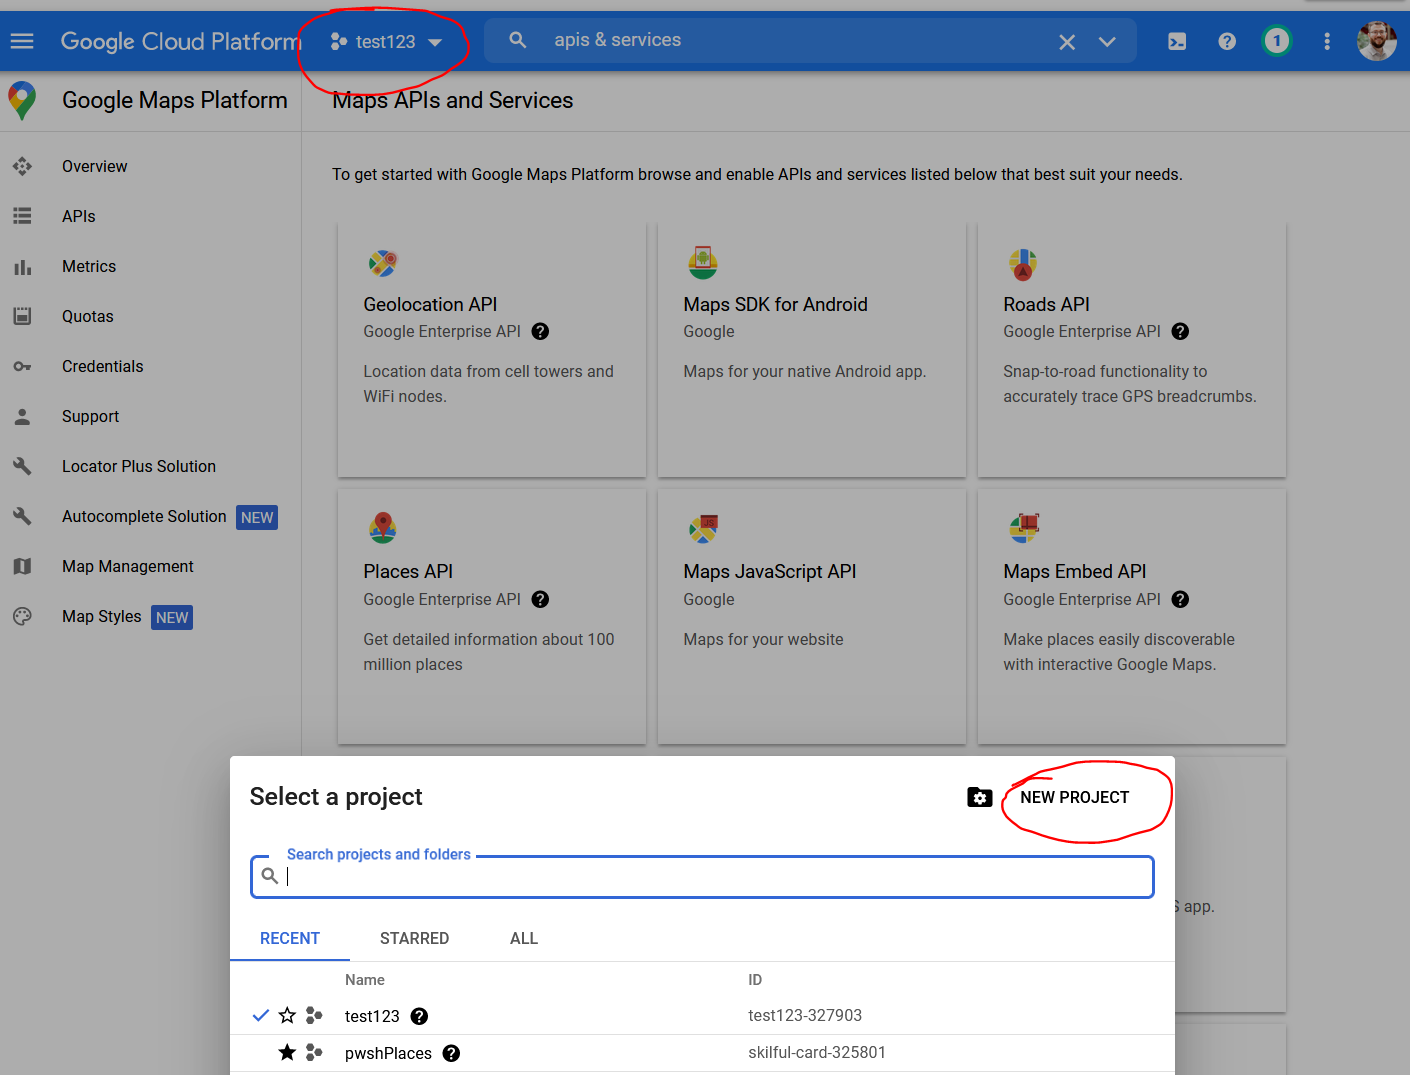 Google Cloud Platform
test123
apis & services
1
Google Maps Platform
Maps APIs and Services
Overview
APIs
Metrics
Quotas
Credentials
Support
Locator Plus Solution
Autocomplete Solution NEW
Map Management
Map Styles NEW
To get started with Google Maps Platform browse and enable APIs and services listed below that best suit your needs.
Geolocation API
Google Enterprise API ?
Location data from cell towers and
WiFi nodes.
Maps SDK for Android
Google
Maps for your native Android app.
Roads API
Google Enterprise API ?
Snap-to-road functionality to
accurately trace GPS breadcrumbs.
Places API
Google Enterprise API ?
Get detailed information about 100
million places
JS
Maps JavaScript API
Google
Maps for your website
Maps Embed API
Google Enterprise API ?
Make places easily discoverable
with interactive Google Maps.
S app.
Select a project
NEW PROJECT
Search projects and folders
RECENT STARRED ALL
Name ID
test123 ? test123-327903
pwshPlaces ? skilful-card-325801